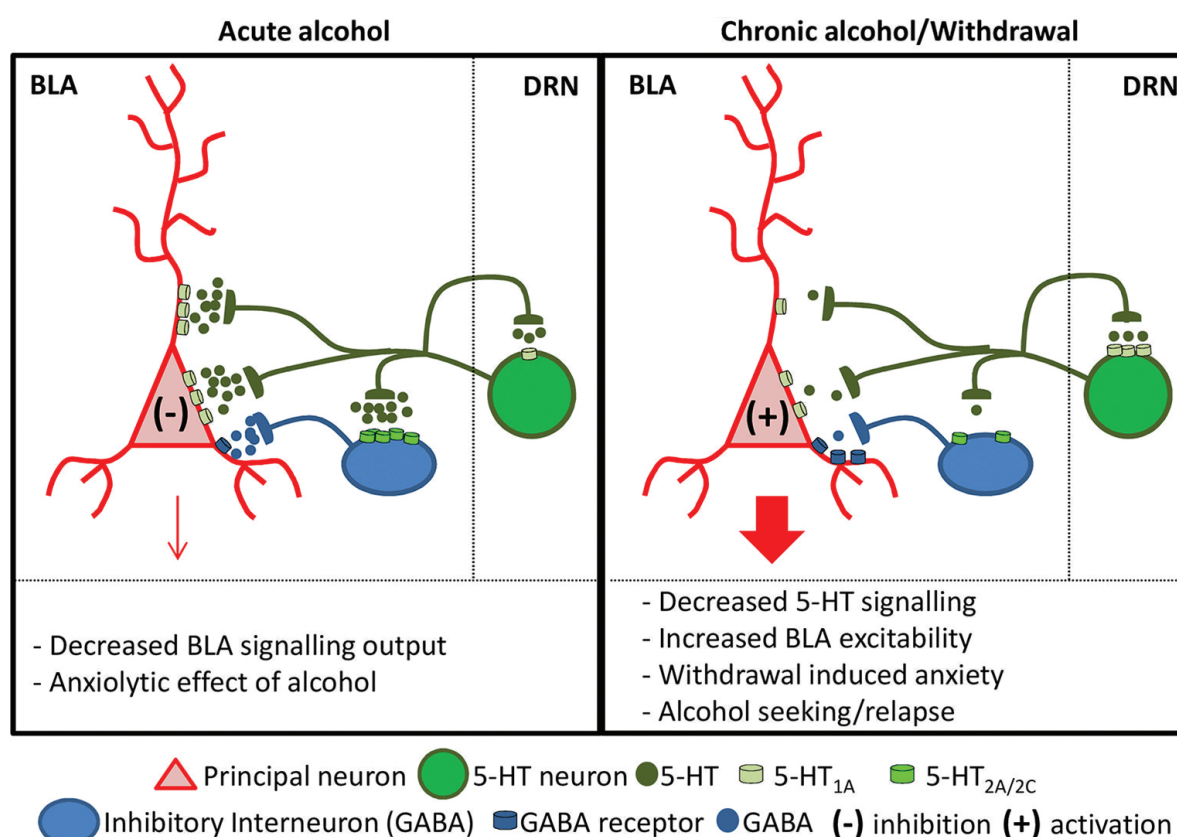 Acute alcohol
Chronic alcohol/Withdrawal
BLA
DRN
BLA
DRN
(-)
(+)
- Decreased BLA signalling output
- Anxiolytic effect of alcohol
- Decreased 5-HT signalling
- Increased BLA excitability
- Withdrawal induced anxiety
- Alcohol seeking/relapse
Principal neuron 5-HT neuron 5-HT 5-HT1A 5-HT2A/2C
Inhibitory Interneuron (GABA) GABA receptor GABA (-) inhibition (+) activation